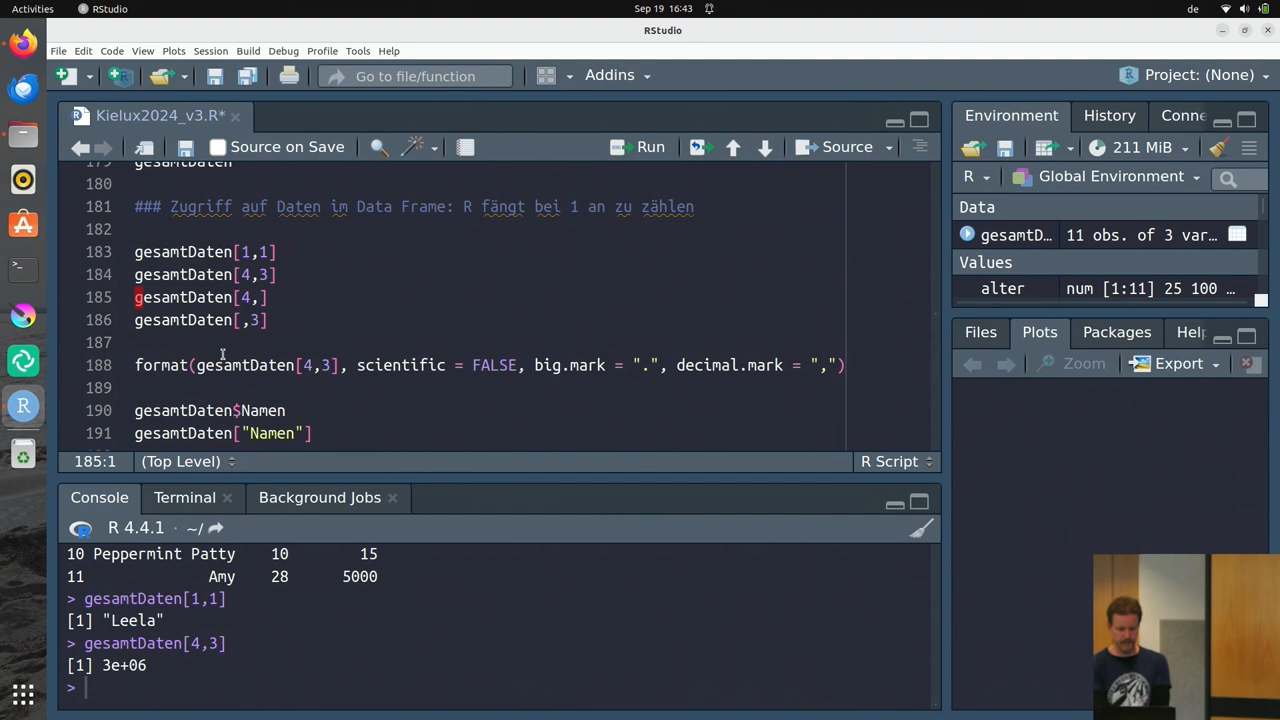 Activities
RStudio
Sep 19 16:43
de
RStudio
File Edit Code View Plots Session Build Debug Profile Tools Help
Go to file/function
Addins
Project: (None)
Kielux2024_v3.R*
Source on Save
Run
Source
179 gesamtDaten
180
181 ### Zugriff auf Daten im Data Frame: R fängt bei 1 an zu zählen
182
183 gesamtDaten[1,1]
184 gesamtDaten[4,3]
185 gesamtDaten[4,]
186 gesamtDaten[,3]
187
188 format(gesamtDaten[4,3], scientific = FALSE, big.mark = ".", decimal.mark = ",")
189
190 gesamtDaten$Namen
191 gesamtDaten["Namen"]
185:1
(Top Level)
R Script
Console Terminal Background Jobs
R 4.4.1 · ~/
10 Peppermint Patty 10 15
11 Amy 28 5000
> gesamtDaten[1,1]
[1] "Leela"
> gesamtDaten[4,3]
[1] 3e+06
>
Environment History Conne
211 MiB
R Global Environment
Data
gesamtD… 11 obs. of 3 var…
Values
alter num [1:11] 25 100 …
Files Plots Packages Help
Zoom Export